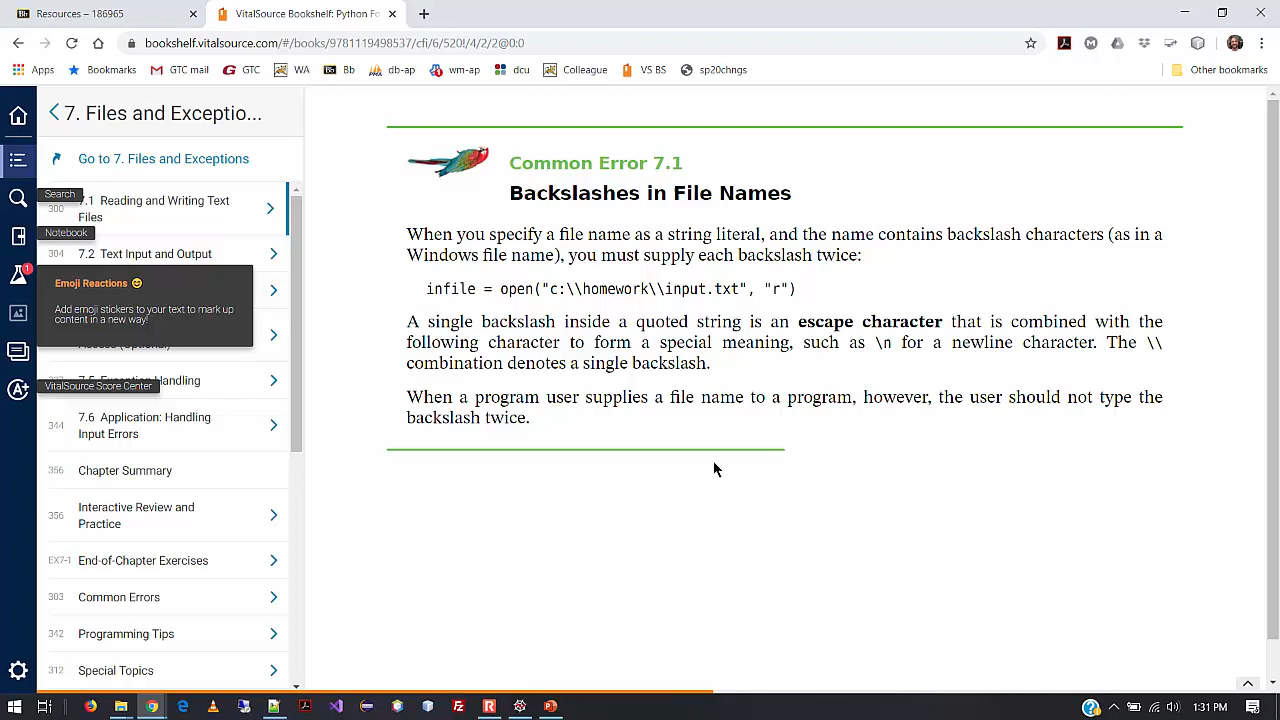 Resources – 186965
VitalSource Bookshelf: Python Fo
bookshelf.vitalsource.com/#/books/9781119498537/cfi/6/520!/4/2/2@0:0
Apps Bookmarks GTC mail GTC WA Bb db-ap wm-ap dcu Colleague VS BS sp20chngs Other bookmarks
7. Files and Exceptio...
Go to 7. Files and Exceptions
Search
300 7.1 Reading and Writing Text
Files
Notebook
304 7.2 Text Input and Output
Emoji Reactions 😊
Add emoji stickers to your text to mark up
content in a new way!
Access (Optional)
7.5 Exception Handling
VitalSource Score Center
344 7.6 Application: Handling
Input Errors
356 Chapter Summary
356 Interactive Review and
Practice
EX7-1 End-of-Chapter Exercises
303 Common Errors
342 Programming Tips
312 Special Topics
Common Error 7.1
Backslashes in File Names
When you specify a file name as a string literal, and the name contains backslash characters (as in a
Windows file name), you must supply each backslash twice:
infile = open("c:\\homework\\input.txt", "r")
A single backslash inside a quoted string is an escape character that is combined with the
following character to form a special meaning, such as \n for a newline character. The \\
combination denotes a single backslash.
When a program user supplies a file name to a program, however, the user should not type the
backslash twice.
1:31 PM